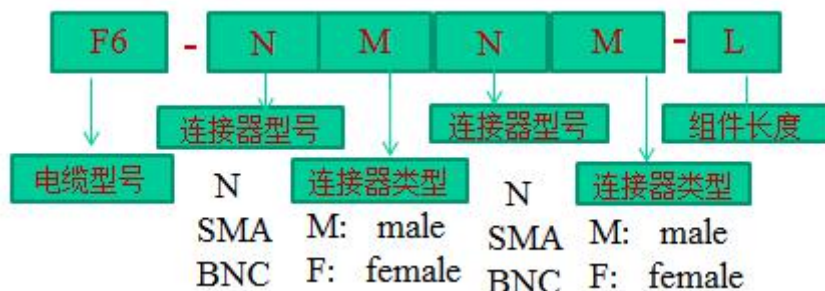 F6 - N M N M - L
连接器型号 连接器型号 组件长度
电缆型号 连接器类型 连接器类型
N N
SMA M: male SMA M: male
BNC F: female BNC F: female